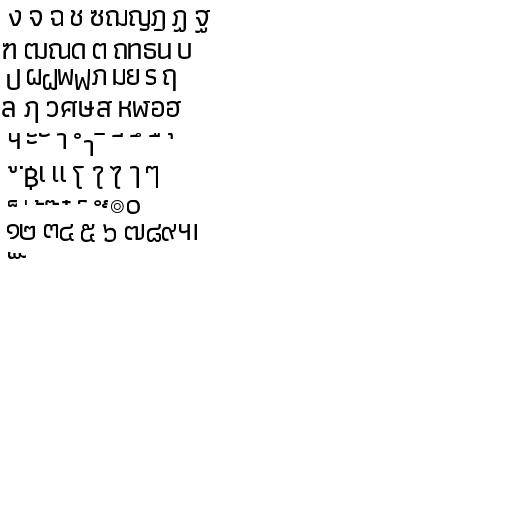 ง จ ฉ ช ซฌญฎ ฏ ฐ
ฑ ฒณด ต ถทธน บ
ป ผฝพฟภ มย ร ฤ
ล ฦ วศษส หฬอฮ
ฯ ะ ั า ำ ิ ี ึ ื ุ
ู ฺ ฿เ แ โ ใ ไ ๅ ๆ
๏๐
๑๒ ๓๔ ๕ ๖ ๗๘๙